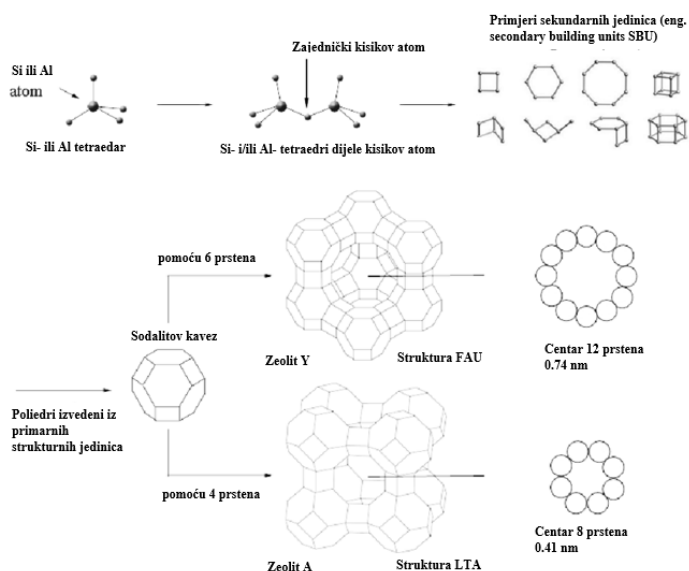 Primjeri sekundarnih jedinica (eng.
secondary building units SBU)
Zajednički kisikov atom
Si ili Al
atom
Si- ili Al tetraedar
Si- i/ili Al- tetraedri dijele kisikov atom
pomoću 6 prstena
Sodalitov kavez
Zeolit Y
Struktura FAU
Centar 12 prstena
0.74 nm
Poliedri izvedeni iz
primarnih
strukturnih jedinica
pomoću 4 prstena
Zeolit A
Struktura LTA
Centar 8 prstena
0.41 nm